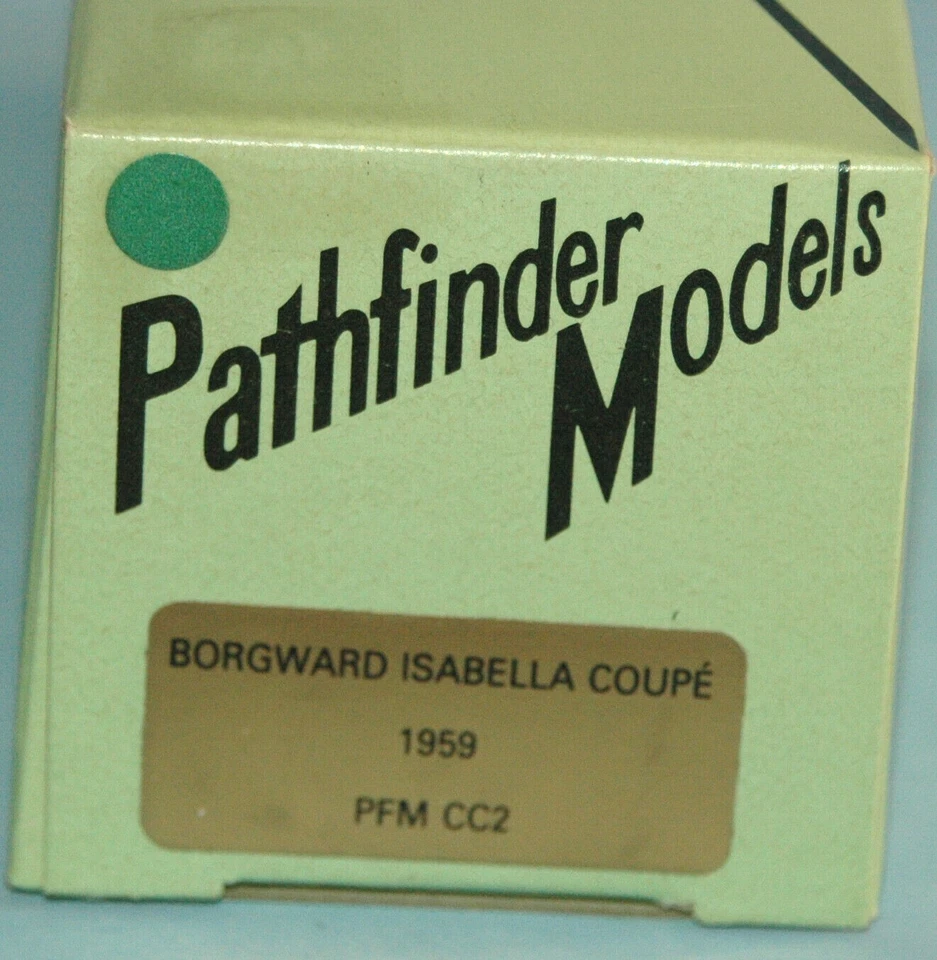 Pathfinder
Models
BORGWARD ISABELLA COUPÉ
1959
PFM CC2